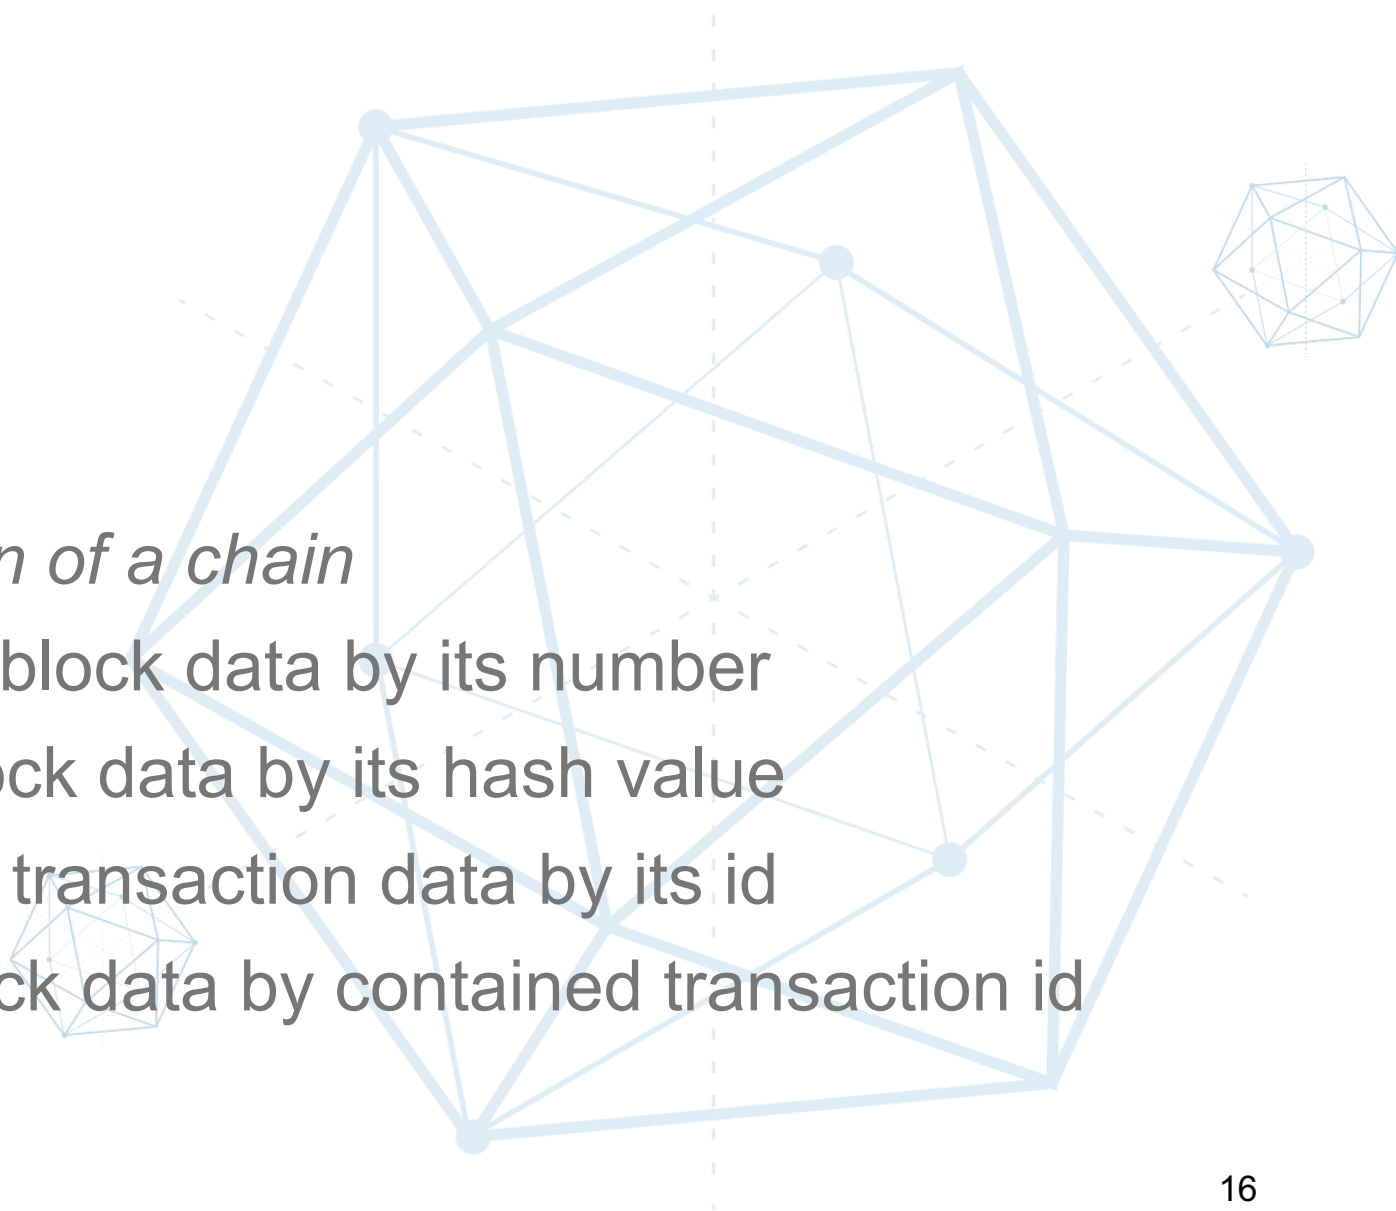 n of a chain
block data by its number
ock data by its hash value
transaction data by its id
ck data by contained transaction id
16